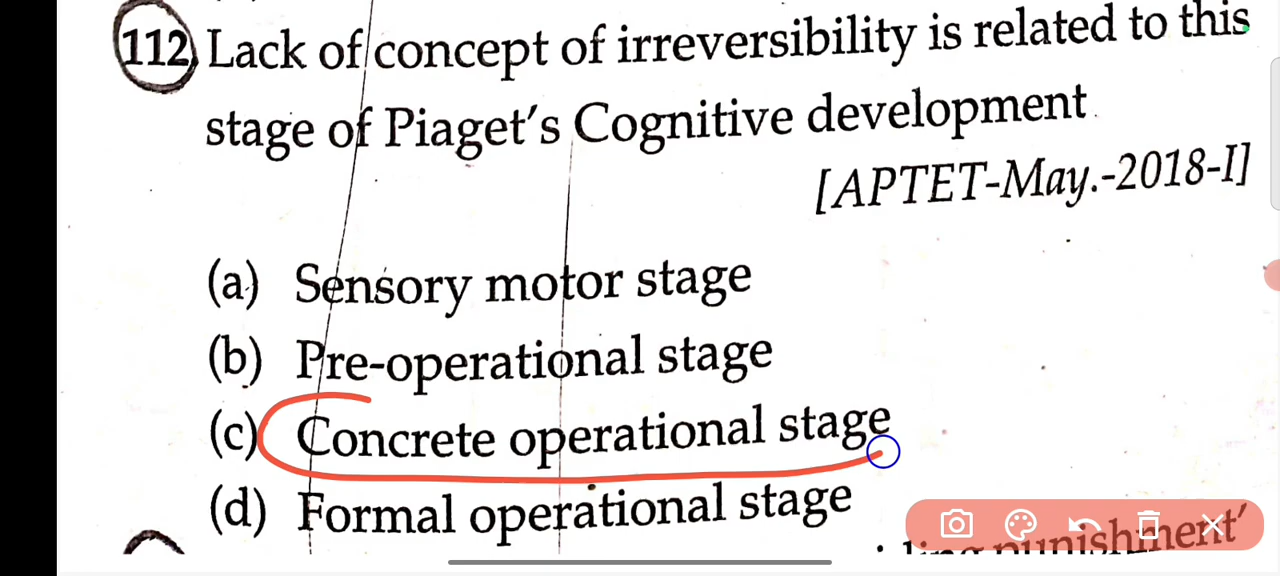 112) Lack of concept of irreversibility is related to this
stage of Piaget's Cognitive development
[APTET-May.-2018-I]
(a) Sensory motor stage
(b) Pre-operational stage
(c) Concrete operational stage
(d) Formal operational stage
punishment'